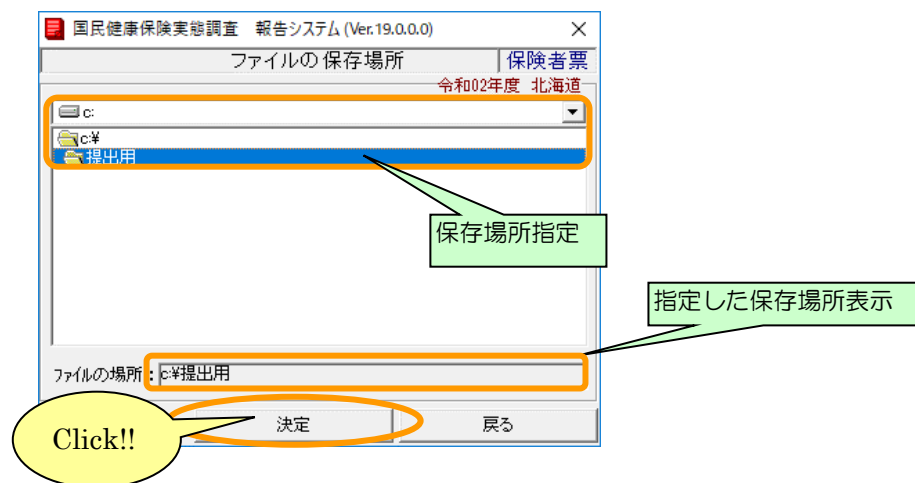 国民健康保険実態調査 報告システム (Ver.19.0.0.0)
ファイルの保存場所
保険者票
令和02年度 北海道
c:
c:¥
提出用
保存場所指定
指定した保存場所表示
ファイルの場所：c:¥提出用
Click!!
決定
戻る